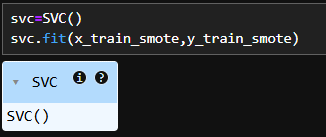 svc=SVC()
svc.fit(x_train_smote,y_train_smote)
▾ SVC i ?
SVC()